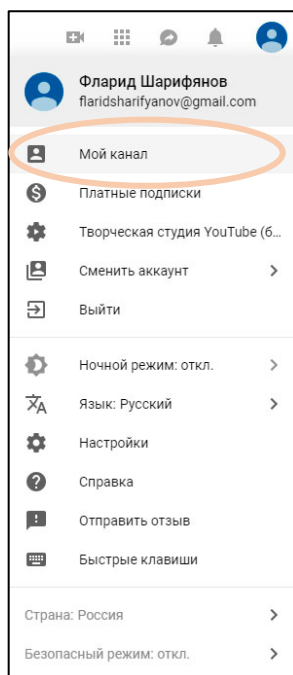 Фларид Шарифянов
flaridsharifyanov@gmail.com
Мой канал
Платные подписки
Творческая студия YouTube (б...
Сменить аккаунт
Выйти
Ночной режим: откл.
Язык: Русский
Настройки
Справка
Отправить отзыв
Быстрые клавиши
Страна: Россия
Безопасный режим: откл.